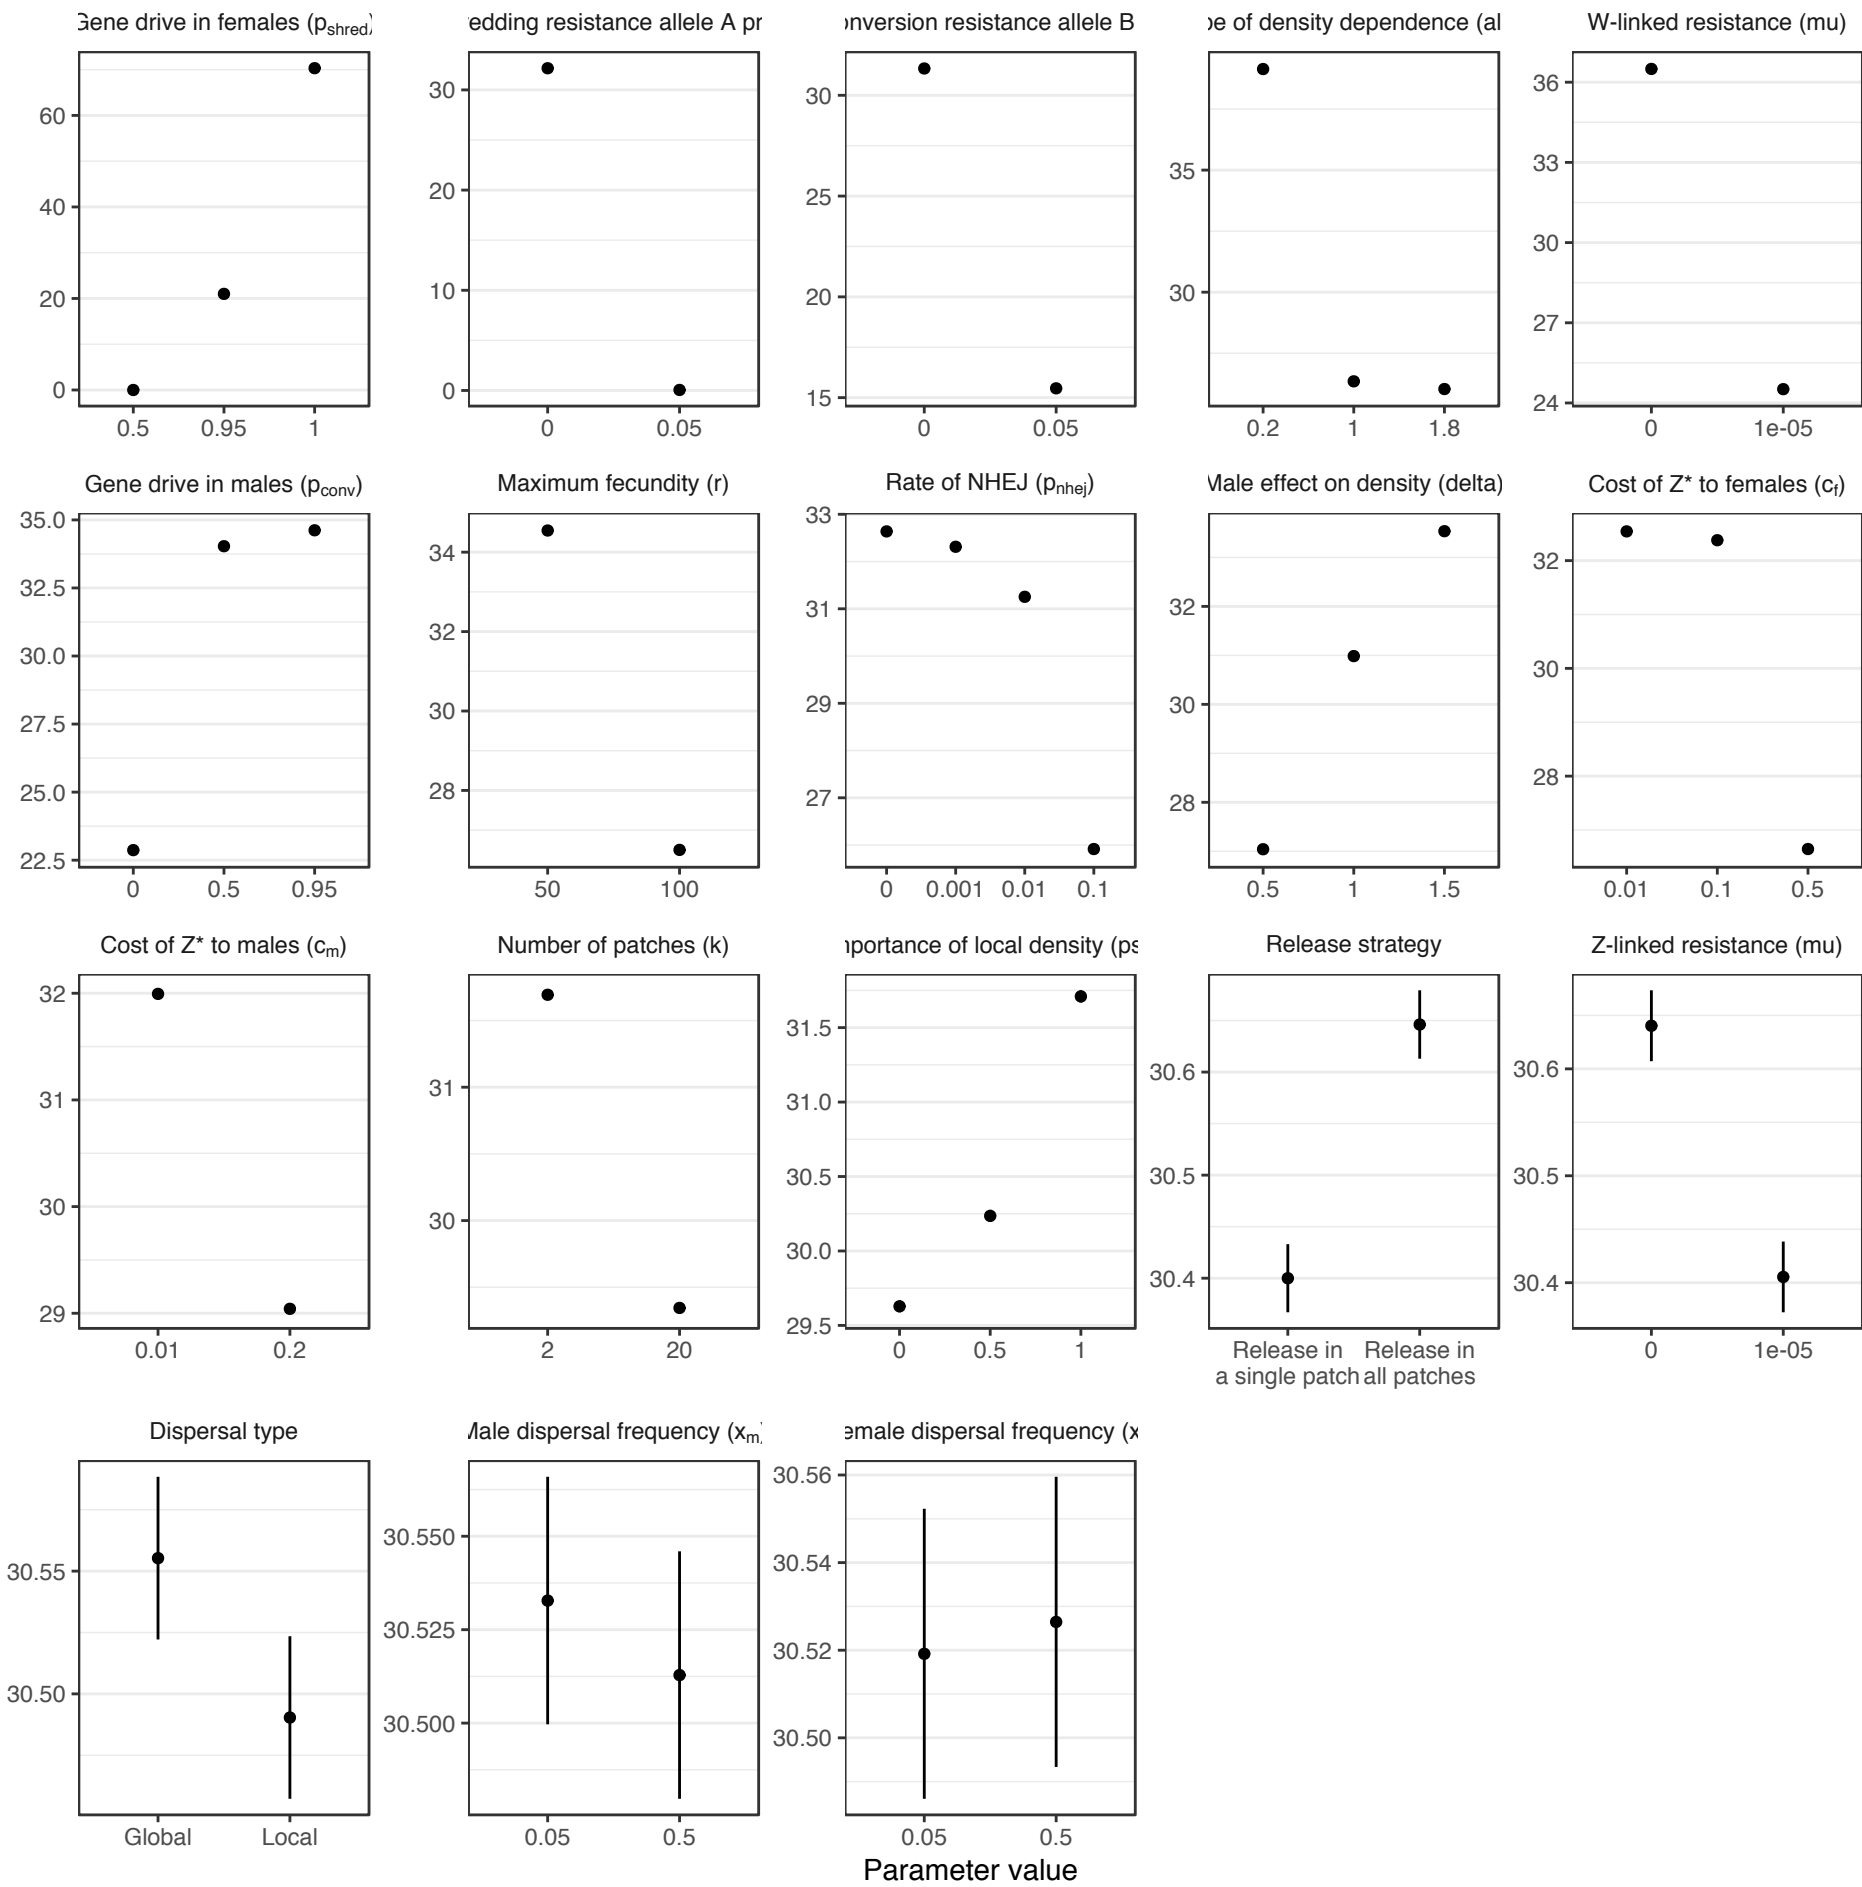 Gene drive in females (pshred)
redding resistance allele A pr
onversion resistance allele B
pe of density dependence (al
W-linked resistance (mu)
60
40
20
0
0.5 0.95 1
30
20
10
0
0 0.05
30
25
20
15
0 0.05
35
30
0.2 1 1.8
36
33
30
27
24
0 1e-05
Gene drive in males (pconv)
Maximum fecundity (r)
Rate of NHEJ (pnhej)
Male effect on density (delta)
Cost of Z* to females (cf)
35.0
32.5
30.0
27.5
25.0
22.5
0 0.5 0.95
34
32
30
28
50 100
33
31
29
27
0 0.001 0.01 0.1
32
30
28
0.5 1 1.5
32
30
28
0.01 0.1 0.5
Cost of Z* to males (cm)
Number of patches (k)
mportance of local density (ps
Release strategy
Z-linked resistance (mu)
32
31
30
29
0.01 0.2
31
30
2 20
31.5
31.0
30.5
30.0
29.5
0 0.5 1
30.6
30.5
30.4
Release in Release in
a single patch all patches
30.6
30.5
30.4
0 1e-05
Dispersal type
Male dispersal frequency (xm)
emale dispersal frequency (x
30.55
30.50
Global Local
30.550
30.525
30.500
0.05 0.5
30.56
30.54
30.52
30.50
0.05 0.5
Parameter value